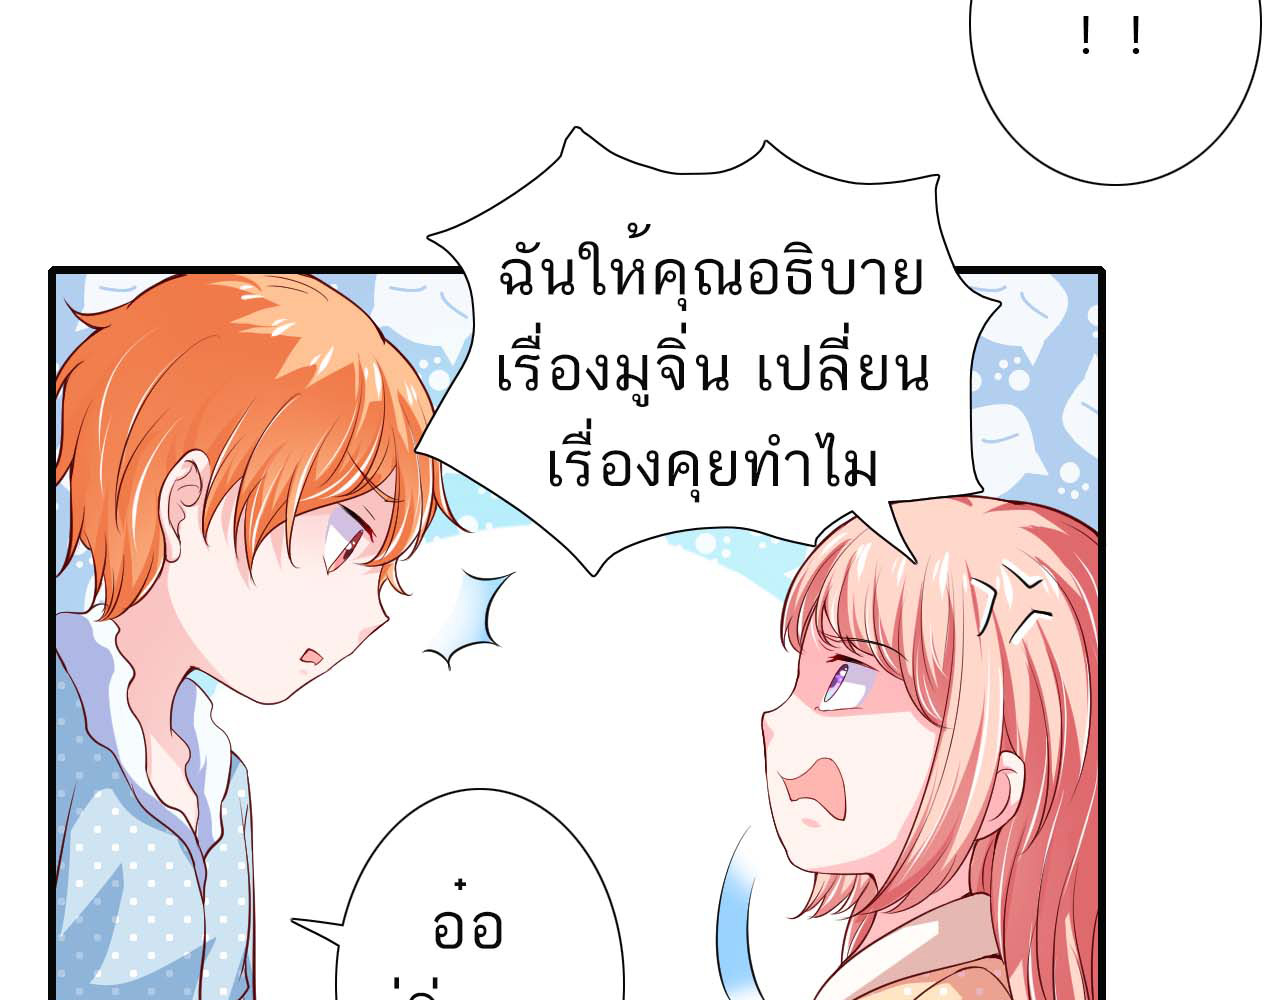 ! !
ฉันให้คุณอธิบาย
เรื่องมูจิ่น เปลี่ยน
เรื่องคุยทำไม
อ๋อ